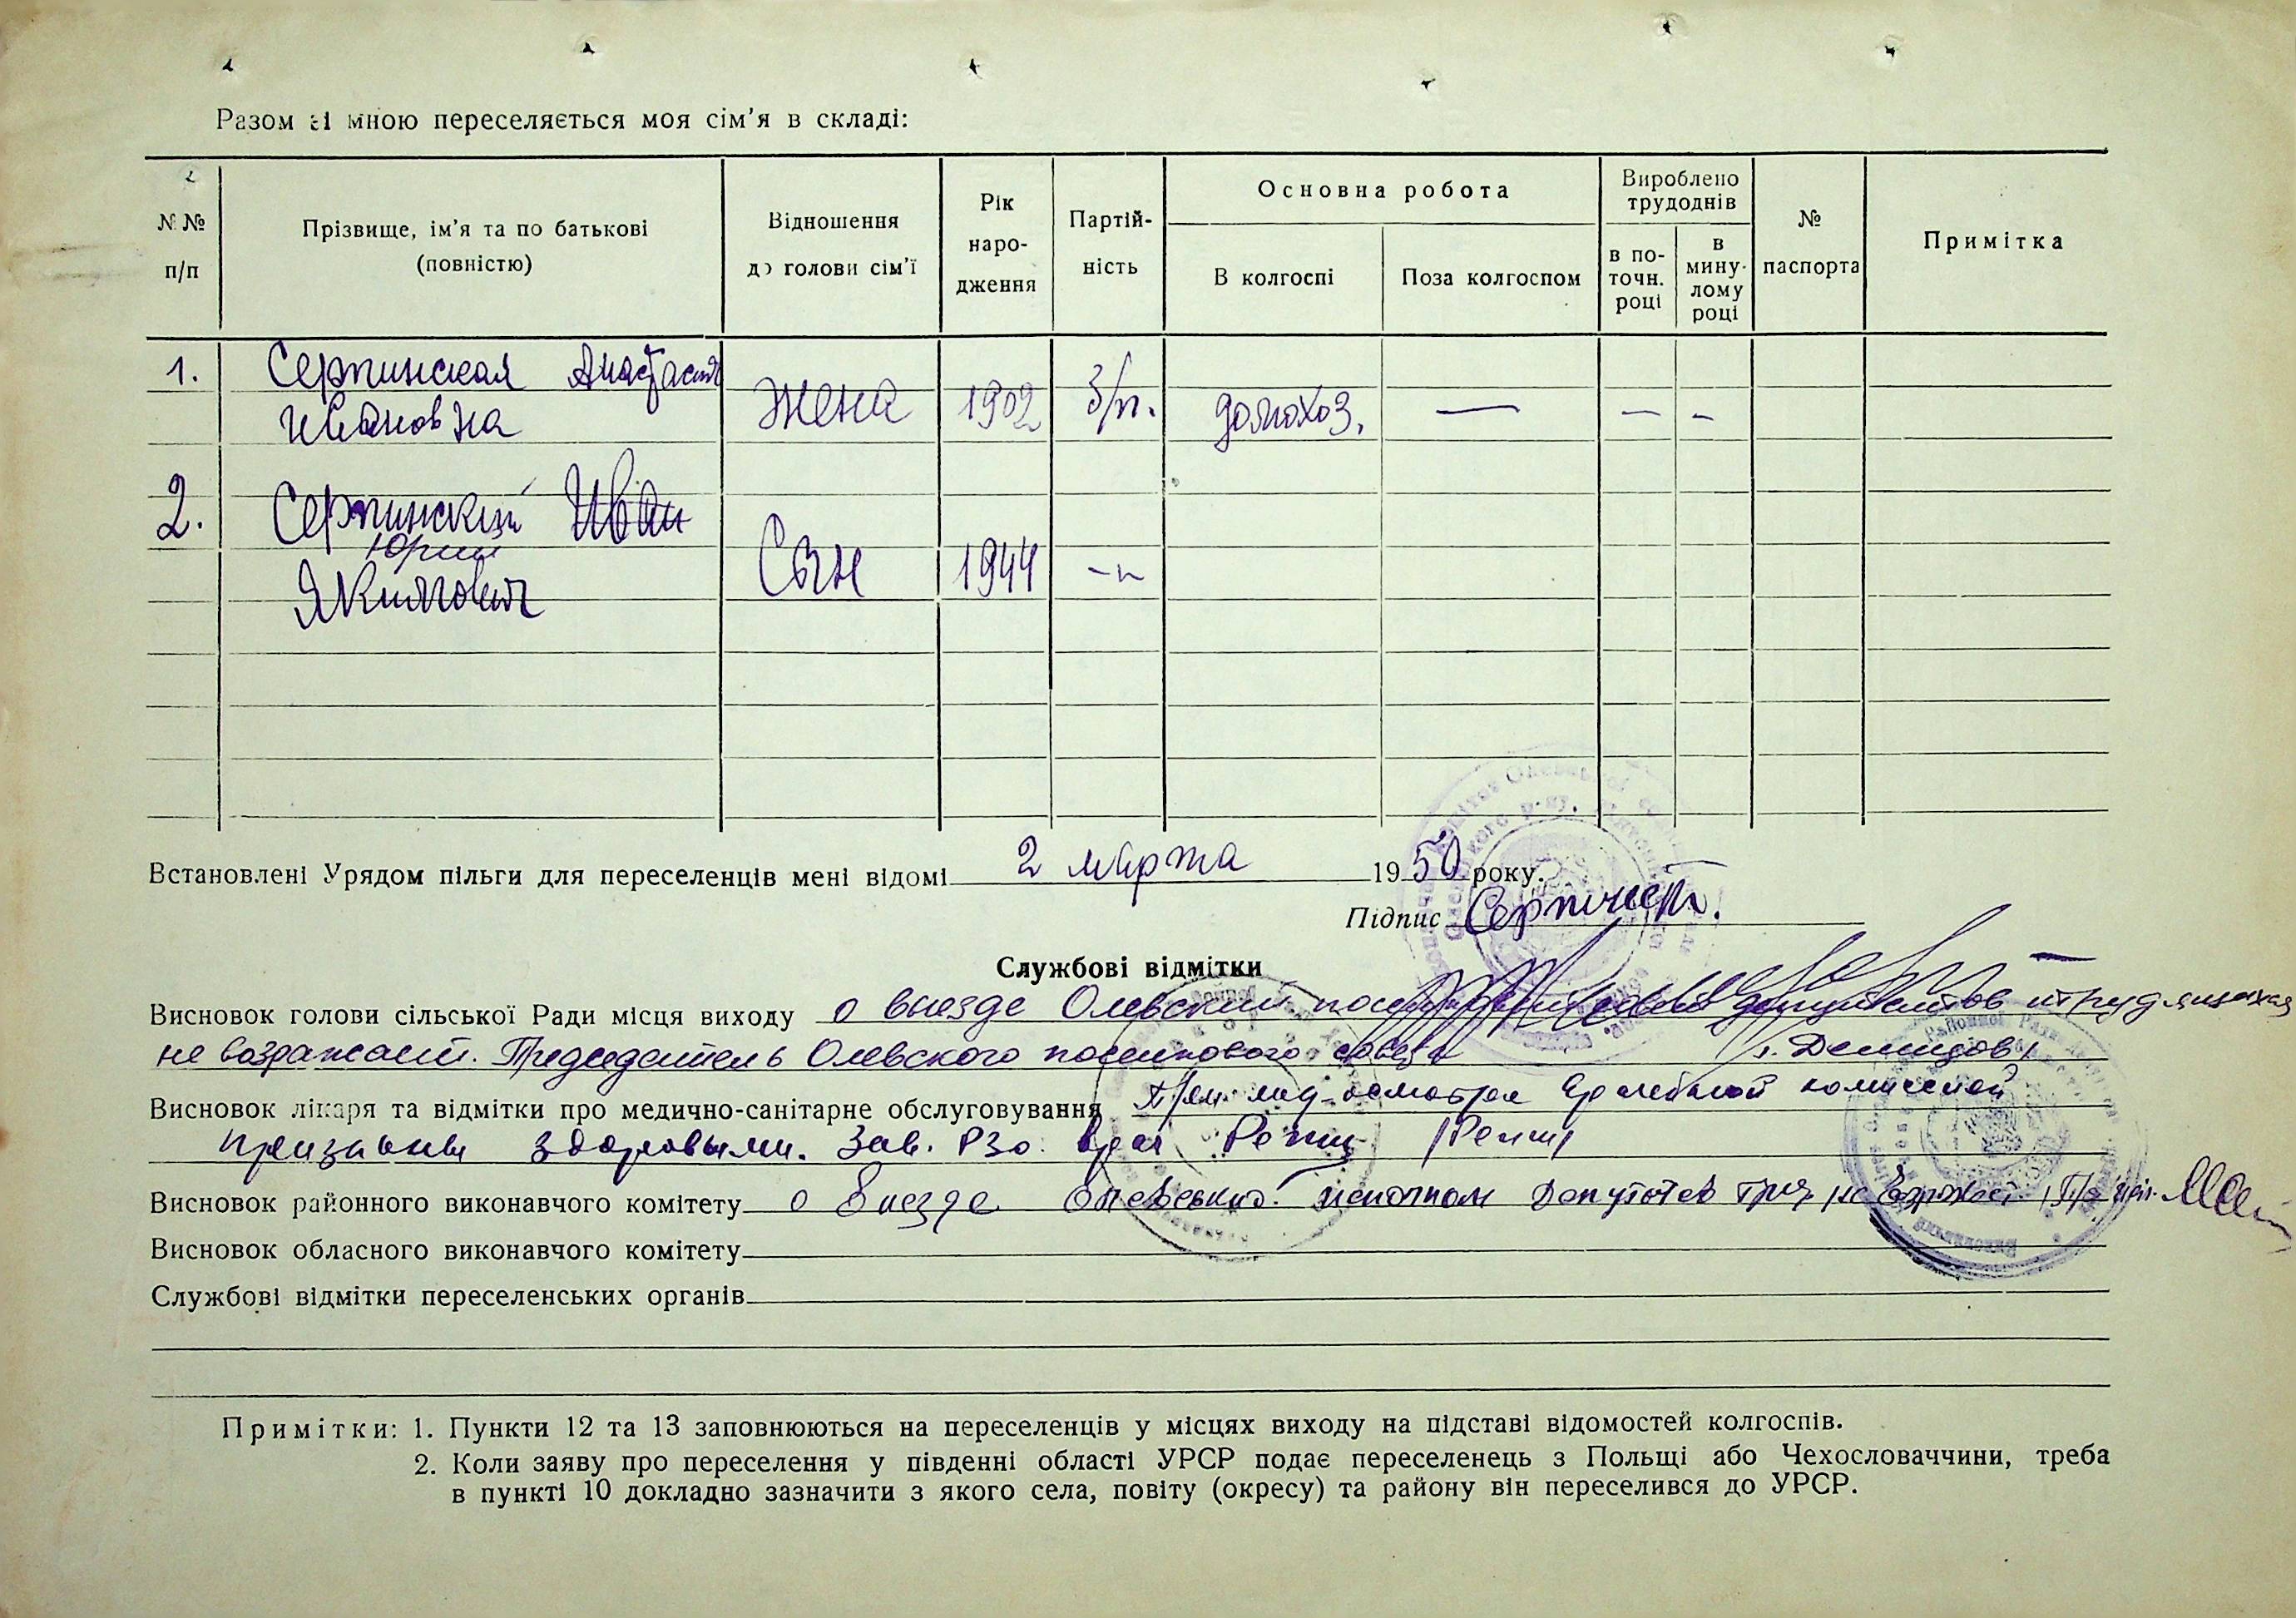 Разом зі мною переселяється моя сім'я в складі:
№№ п/п
Прізвище, ім'я та по батькові (повністю)
Відношення до голови сім'ї
Рік народження
Партійність
Основна робота
В колгоспі
Поза колгоспом
Вироблено трудоднів
в поточн. році
в минулому році
№ паспорта
Примітка
1. Серпинская Анастасия
Ивановна Жена 1902 б/п. домохоз. — — –
2. Серпинский Иван
Юрий
Якимович Сын 1944 -"-
Встановлені Урядом пільги для переселенців мені відомі 2 марта 1950 року.
Підпис
Службові відмітки
Висновок голови сільської Ради місця виходу о выезде Олевский поселковый совет депутатов трудящихся
не возражает. Председатель Олевского поселкового совета /Демидов/
Висновок лікаря та відмітки про медично-санітарне обслуговування При мед-осмотре врачебной комиссией
признаны здоровыми. Зав. РЗо врач
Висновок районного виконавчого комітету о выезде Олевский исполком депутатов труд. не возражает
Висновок обласного виконавчого комітету
Службові відмітки переселенських органів
Примітки: 1. Пункти 12 та 13 заповнюються на переселенців у місцях виходу на підставі відомостей колгоспів.
2. Коли заяву про переселення у південні області УРСР подає переселенець з Польщі або Чехословаччини, треба
в пункті 10 докладно зазначити з якого села, повіту (окресу) та району він переселився до УРСР.